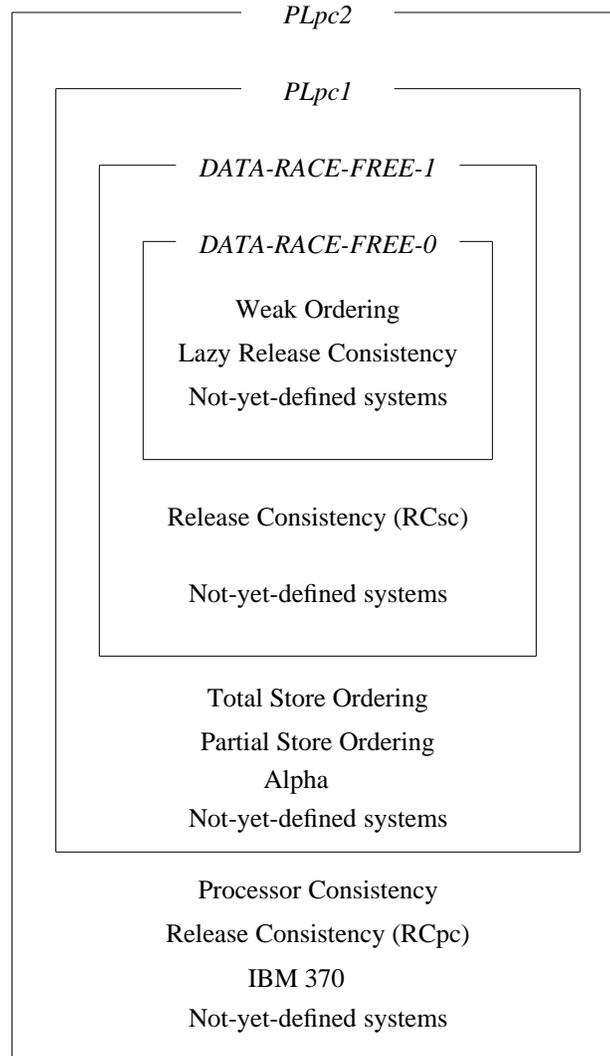 PLpc2
PLpc1
DATA-RACE-FREE-1
DATA-RACE-FREE-0
Weak Ordering
Lazy Release Consistency
Not-yet-defined systems
Release Consistency (RCsc)
Not-yet-defined systems
Total Store Ordering
Partial Store Ordering
Alpha
Not-yet-defined systems
Processor Consistency
Release Consistency (RCpc)
IBM 370
Not-yet-defined systems